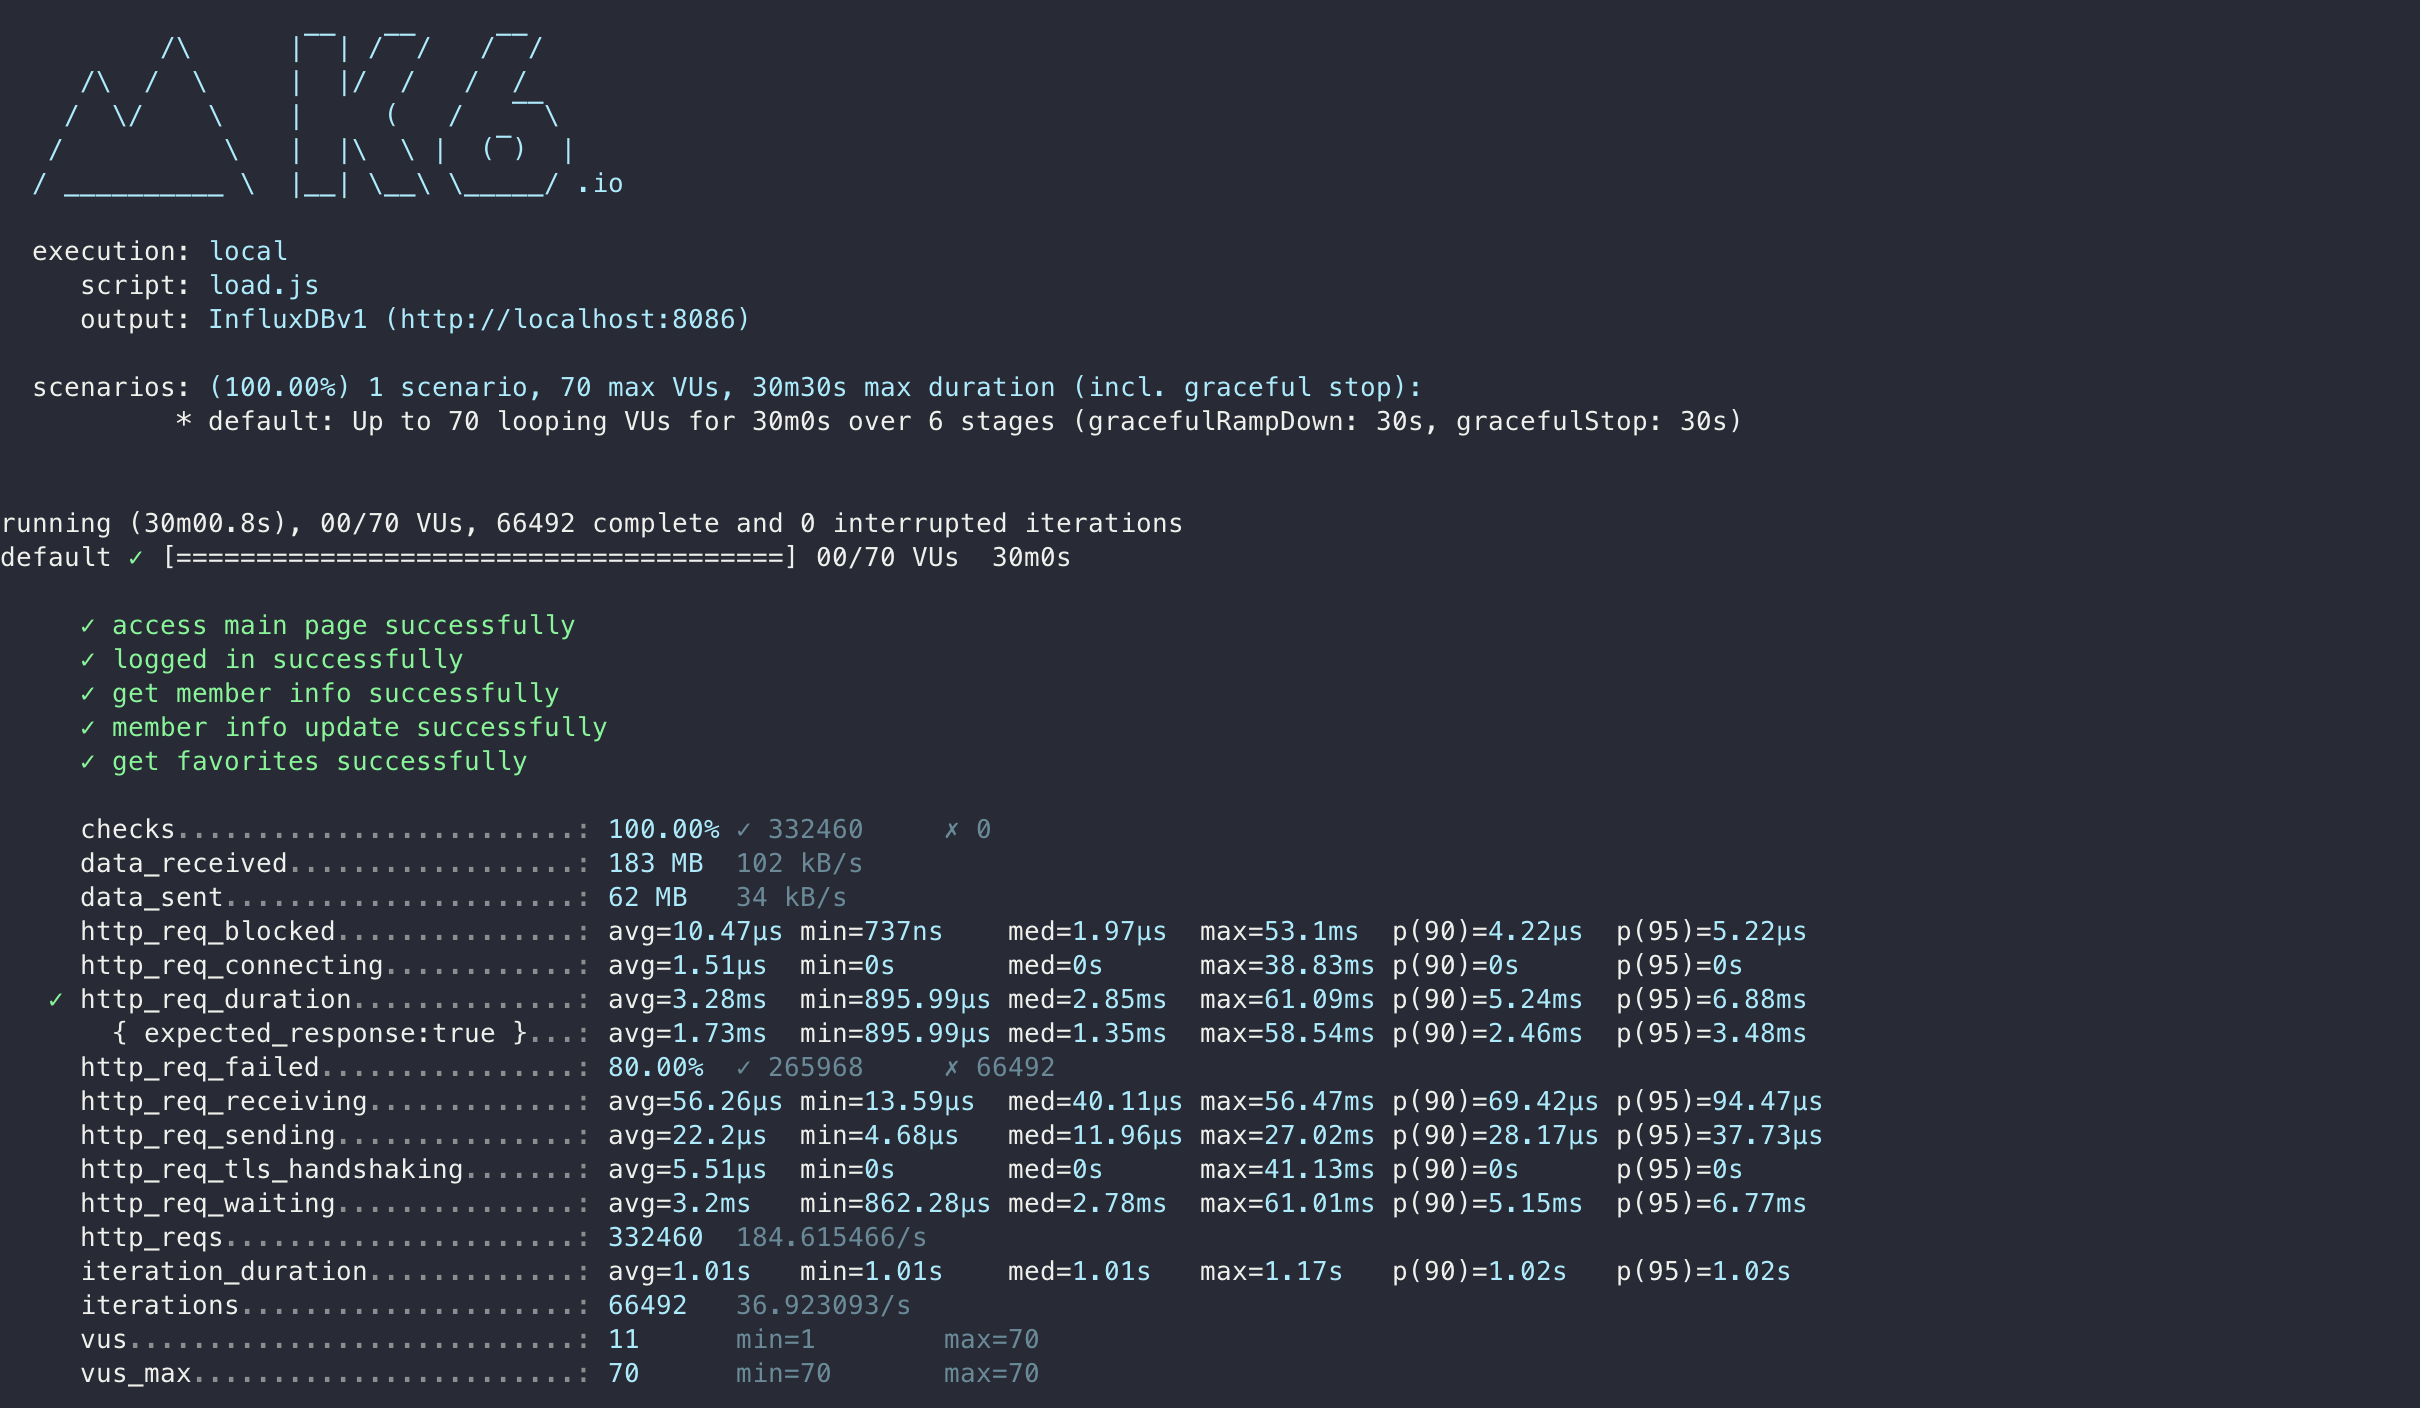 /\      |‾‾| /‾‾/   /‾‾/
     /\  /  \     |  |/  /   /  /
    /  \/    \    |     (   /   ‾‾\
   /          \   |  |\  \ |  (‾)  |
  / __________ \  |__| \__\ \_____/ .io
execution: local
script: load.js
output: InfluxDBv1 (http://localhost:8086)
scenarios: (100.00%) 1 scenario, 70 max VUs, 30m30s max duration (incl. graceful stop):
* default: Up to 70 looping VUs for 30m0s over 6 stages (gracefulRampDown: 30s, gracefulStop: 30s)
running (30m00.8s), 00/70 VUs, 66492 complete and 0 interrupted iterations
default ✓ [======================================] 00/70 VUs  30m0s
✓ access main page successfully
✓ logged in successfully
✓ get member info successfully
✓ member info update successfully
✓ get favorites successfully
checks.........................: 100.00% ✓ 332460     ✗ 0
data_received..................: 183 MB  102 kB/s
data_sent......................: 62 MB   34 kB/s
http_req_blocked...............: avg=10.47µs min=737ns    med=1.97µs  max=53.1ms  p(90)=4.22µs  p(95)=5.22µs
http_req_connecting............: avg=1.51µs  min=0s       med=0s      max=38.83ms p(90)=0s      p(95)=0s
✓ http_req_duration..............: avg=3.28ms  min=895.99µs med=2.85ms  max=61.09ms p(90)=5.24ms  p(95)=6.88ms
{ expected_response:true }...: avg=1.73ms  min=895.99µs med=1.35ms  max=58.54ms p(90)=2.46ms  p(95)=3.48ms
http_req_failed................: 80.00%  ✓ 265968     ✗ 66492
http_req_receiving.............: avg=56.26µs min=13.59µs  med=40.11µs max=56.47ms p(90)=69.42µs p(95)=94.47µs
http_req_sending...............: avg=22.2µs  min=4.68µs   med=11.96µs max=27.02ms p(90)=28.17µs p(95)=37.73µs
http_req_tls_handshaking.......: avg=5.51µs  min=0s       med=0s      max=41.13ms p(90)=0s      p(95)=0s
http_req_waiting...............: avg=3.2ms   min=862.28µs med=2.78ms  max=61.01ms p(90)=5.15ms  p(95)=6.77ms
http_reqs......................: 332460  184.615466/s
iteration_duration.............: avg=1.01s   min=1.01s    med=1.01s   max=1.17s   p(90)=1.02s   p(95)=1.02s
iterations.....................: 66492   36.923093/s
vus............................: 11      min=1        max=70
vus_max........................: 70      min=70       max=70